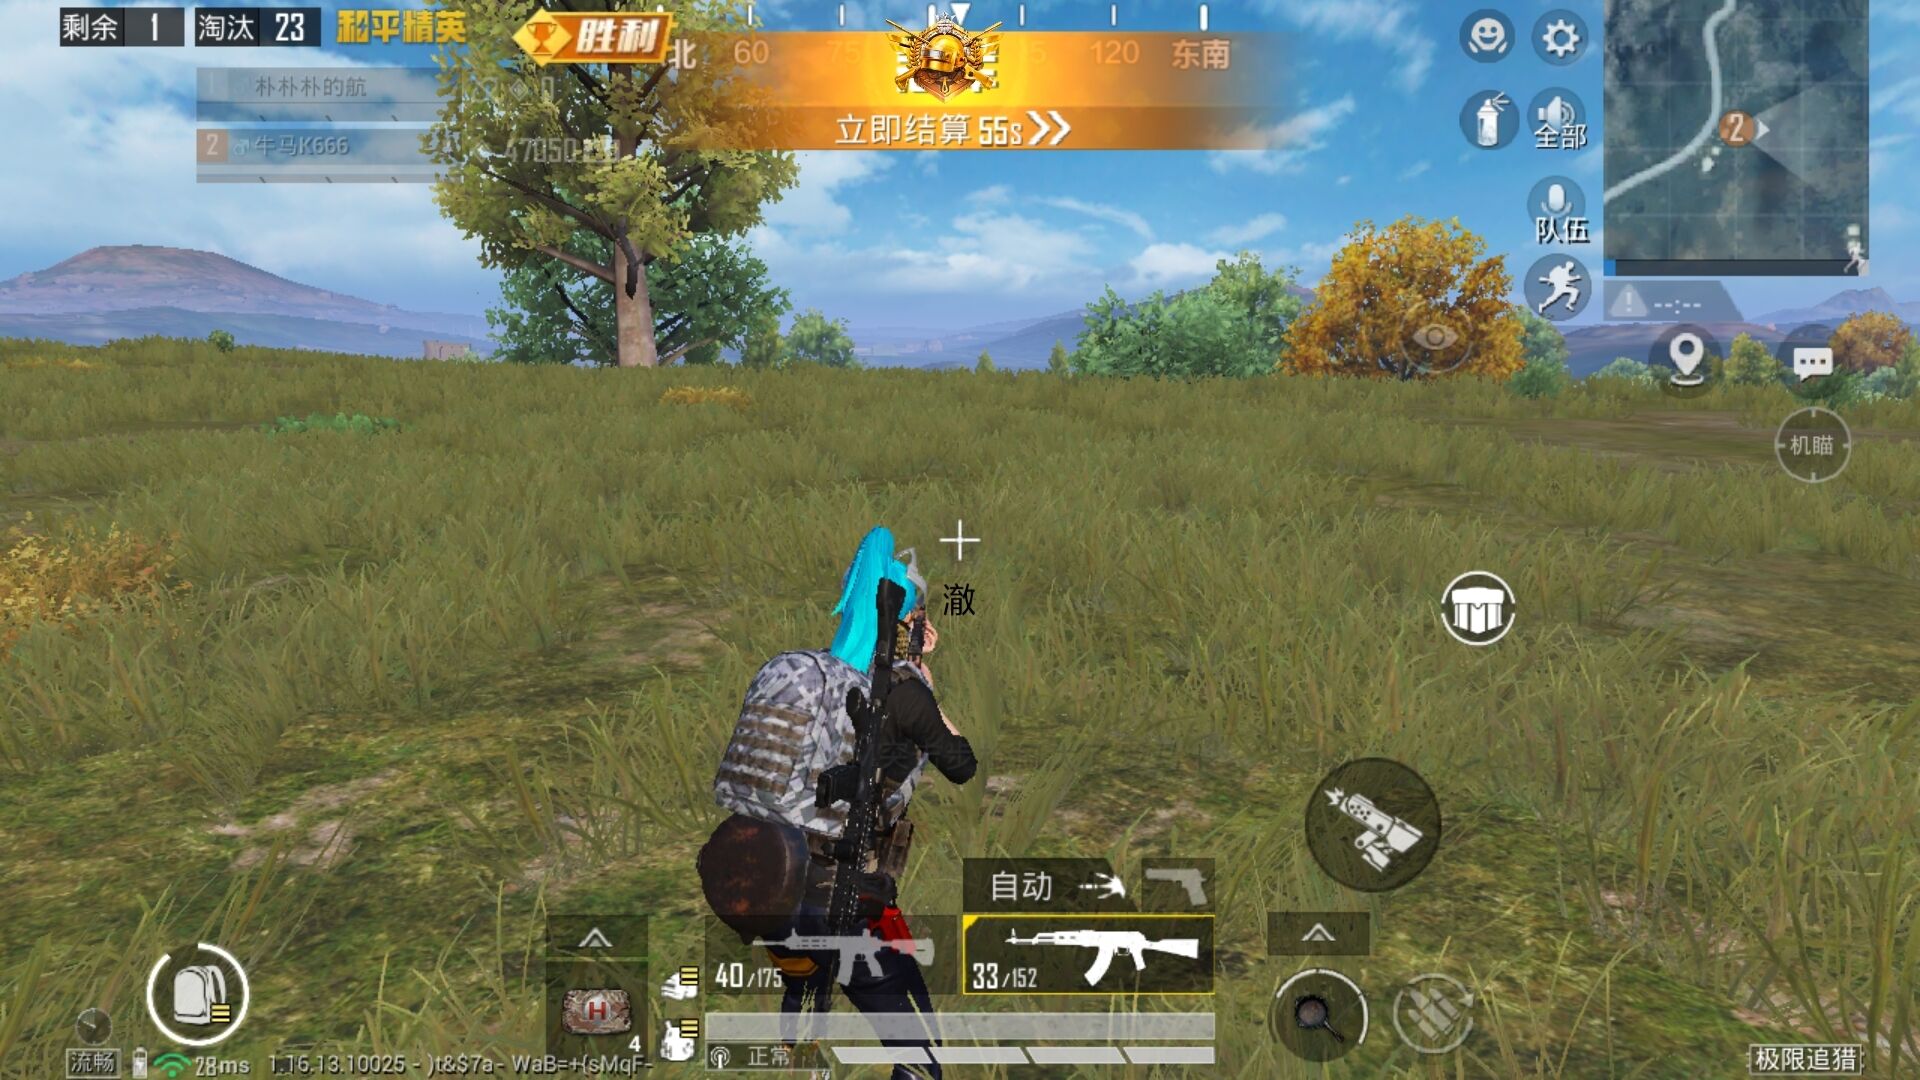 剩余 1 淘汰 23 和平精英
胜利
北 60 75 120 东南
朴朴朴的航
2 牛马K666
立即结算 55s
全部
2
队伍
--:--
机瞄
澈
自动
40/175
33/152
4
正常
流畅 28ms 1.16.13.10025 - )t&$7a- WaB=+{sMqF-
极限追猎